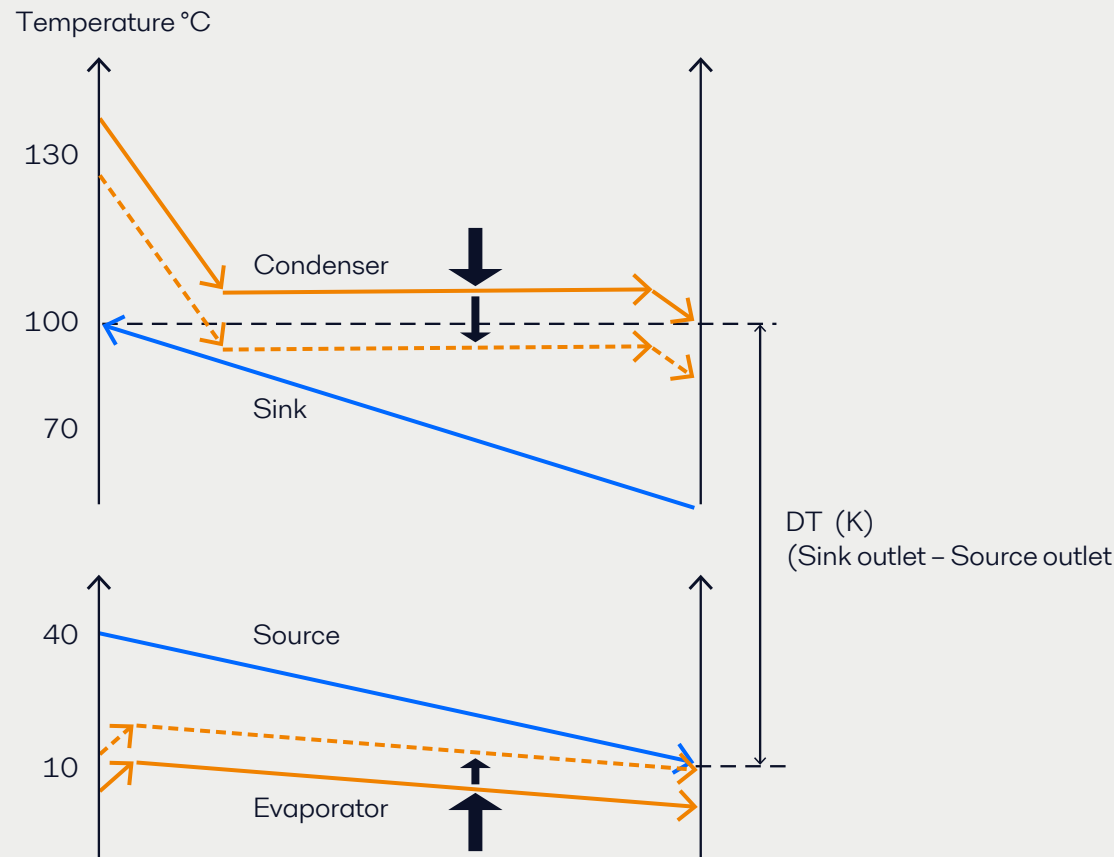 Temperature °C
130
Condenser
100
Sink
70
DT (K)
(Sink outlet – Source outlet
40
Source
10
Evaporator